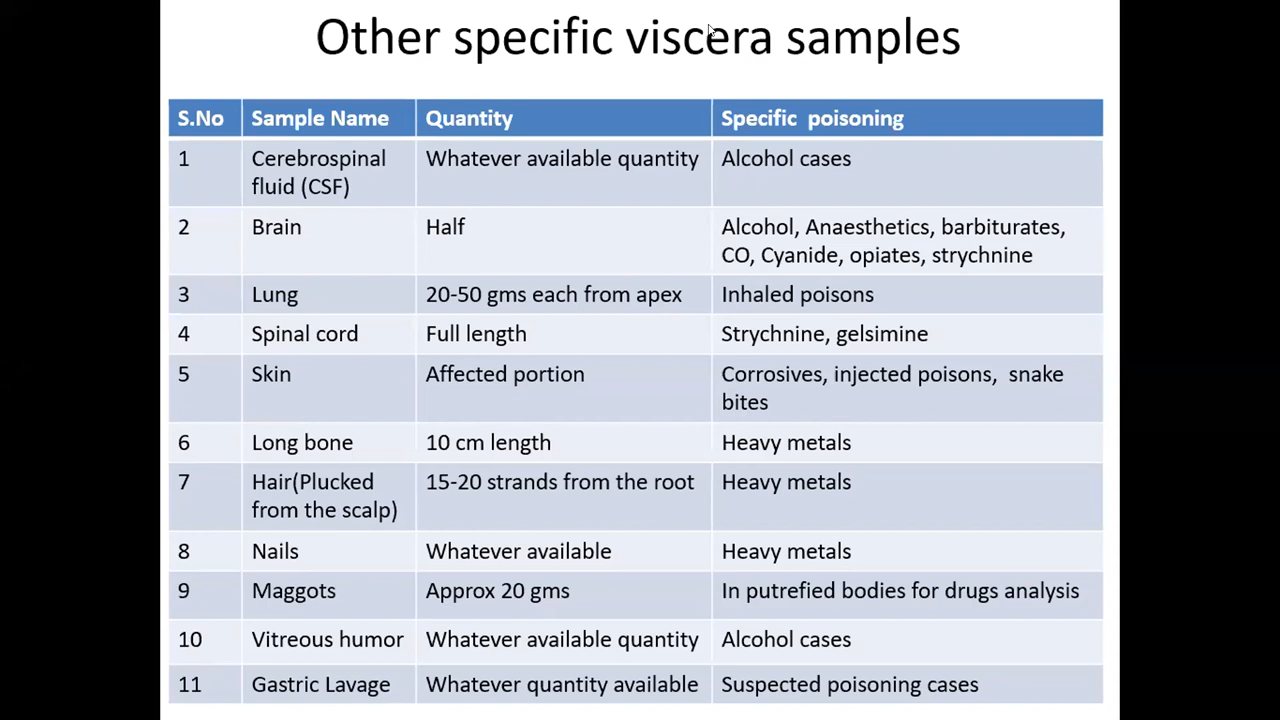 Other specific viscera samples
S.No Sample Name Quantity Specific poisoning
1 Cerebrospinal fluid (CSF) Whatever available quantity Alcohol cases
2 Brain Half Alcohol, Anaesthetics, barbiturates, CO, Cyanide, opiates, strychnine
3 Lung 20-50 gms each from apex Inhaled poisons
4 Spinal cord Full length Strychnine, gelsimine
5 Skin Affected portion Corrosives, injected poisons, snake bites
6 Long bone 10 cm length Heavy metals
7 Hair(Plucked from the scalp) 15-20 strands from the root Heavy metals
8 Nails Whatever available Heavy metals
9 Maggots Approx 20 gms In putrefied bodies for drugs analysis
10 Vitreous humor Whatever available quantity Alcohol cases
11 Gastric Lavage Whatever quantity available Suspected poisoning cases